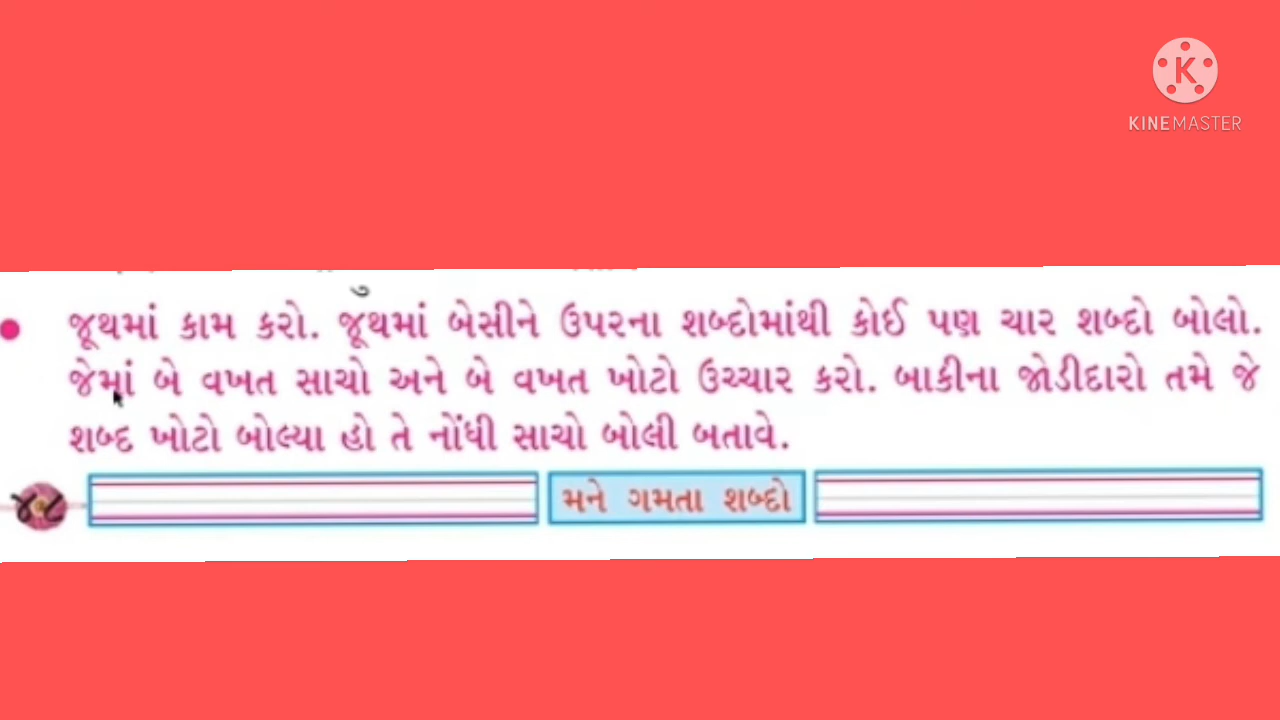 KINEMASTER
જૂથમાં કામ કરો. જૂથમાં બેસીને ઉપરના શબ્દોમાંથી કોઈ પણ ચાર શબ્દો બોલો.
જેમાં બે વખત સાચો અને બે વખત ખોટો ઉચ્ચાર કરો. બાકીના જોડીદારો તમે જે
શબ્દ ખોટો બોલ્યા હો તે નોંધી સાચો બોલી બતાવે.
૪૮ મને ગમતા શબ્દો